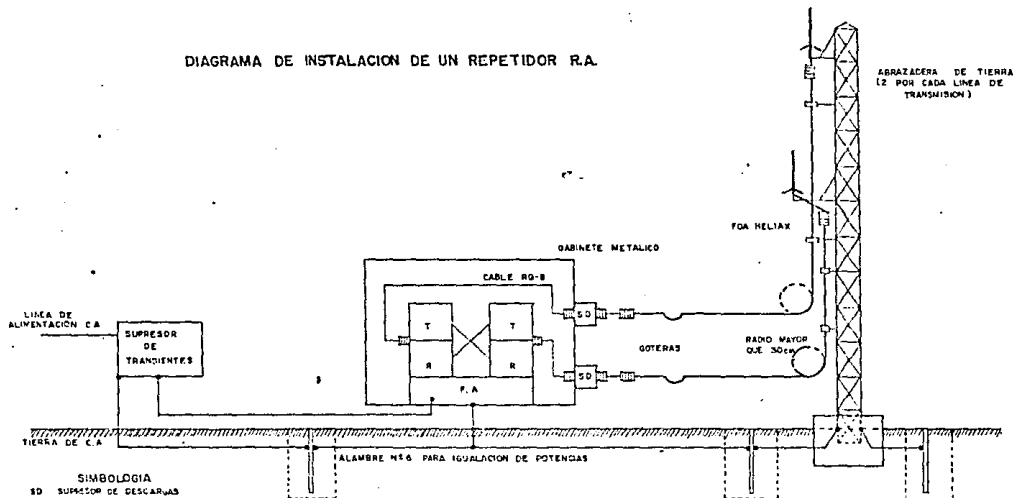 DIAGRAMA DE INSTALACION DE UN REPETIDOR R.A.
ABRAZADERA DE TIERRA
(2 POR CADA LINEA DE
TRANSMISION)
FOA HELIAX
GABINETE METALICO
CABLE RG-8
LINEA DE
ALIMENTACION C.A.
SUPRESOR
DE
TRANSIENTES
T
T
SD
R
R
F.A
SD
GOTERAS
RADIO MAYOR
QUE 30cm
TIERRA DE C.A.
ALAMBRE Nº 6 PARA IGUALACION DE POTENCIAS
SIMBOLOGIA
SD SUPRESOR DE DESCARGAS